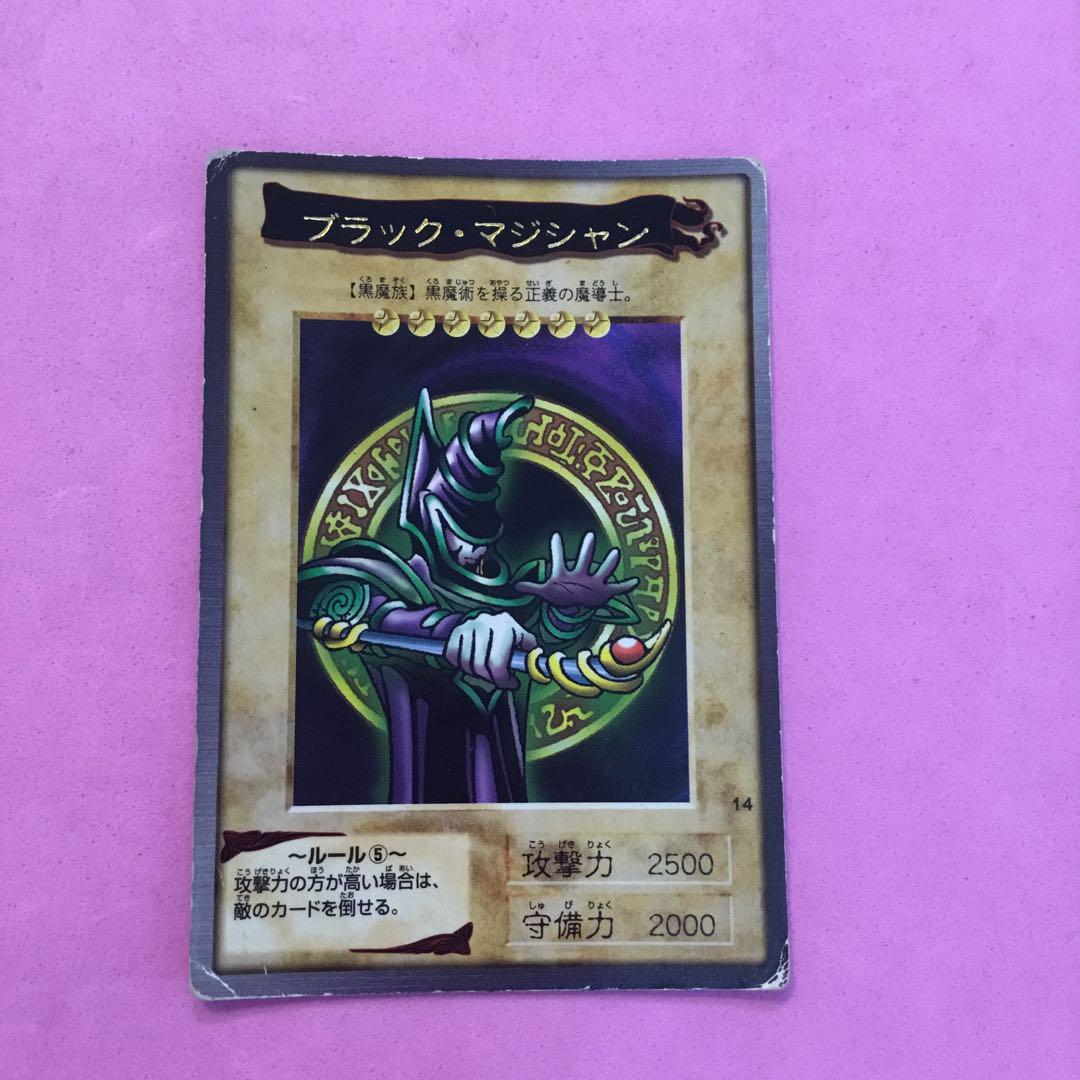 ブラック・マジシャン
【黒魔族】黒魔術を操る正義の魔導士。
14
～ルール⑤～
攻撃力の方が高い場合は、
敵のカードを倒せる。
攻撃力 2500
守備力 2000